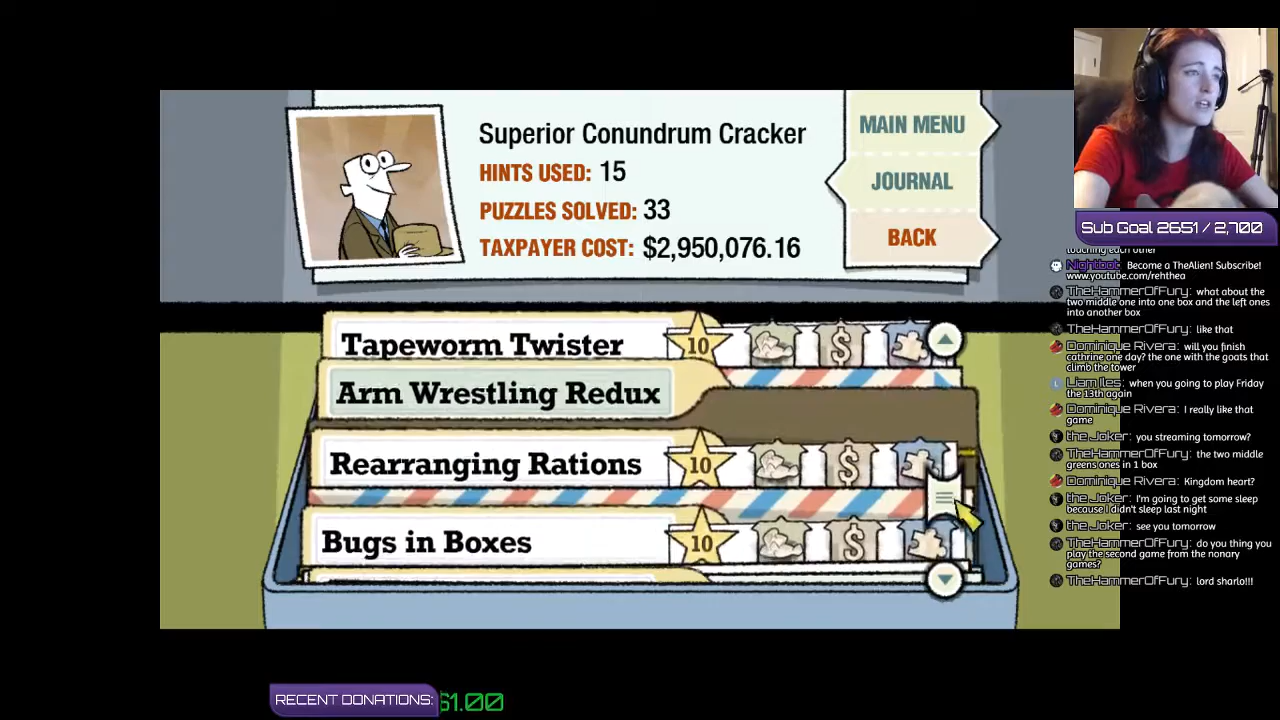 Superior Conundrum Cracker
HINTS USED: 15
PUZZLES SOLVED: 33
TAXPAYER COST: $2,950,076.16
MAIN MENU
JOURNAL
BACK
Tapeworm Twister
10
$
Arm Wrestling Redux
Rearranging Rations
10
$
Bugs in Boxes
10
$
Sub Goal 2651 / 2,700
touching each other
Nightbot: Become a TheAlien! Subscribe!
www.youtube.com/rehthea
TheHammerOfFury: what about the
two middle one into one box and the left ones
into another box
TheHammerOfFury: like that
Dominique Rivera: will you finish
cathrine one day? the one with the goats that
climb the tower
Liam Iles: when you going to play Friday
the 13th again
Dominique Rivera: I really like that
game
the Joker: you streaming tomorrow?
TheHammerOfFury: the two middle
greens ones in 1 box
Dominique Rivera: Kingdom heart?
the Joker: I'm going to get some sleep
because I didn't sleep last night
the Joker: see you tomorrow
TheHammerOfFury: do you thing you
play the second game from the nonary
games?
TheHammerOfFury: lord sharlo!!!
RECENT DONATIONS: $1.00